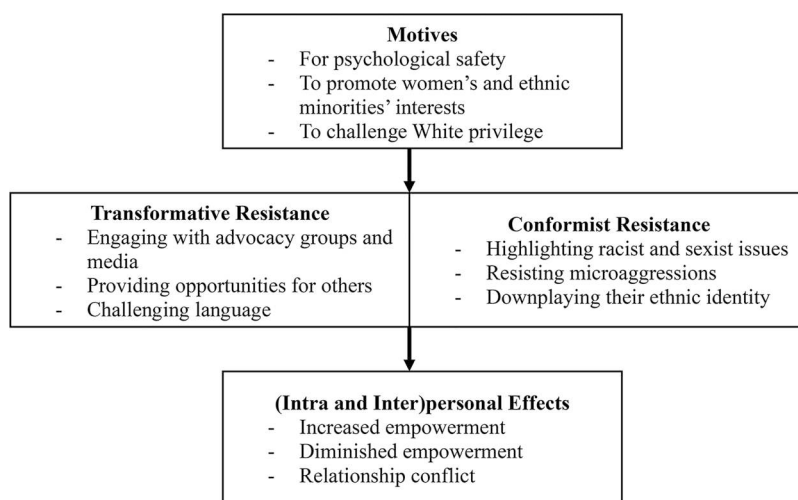 Motives
- For psychological safety
- To promote women's and ethnic
minorities' interests
- To challenge White privilege
Transformative Resistance
- Engaging with advocacy groups and
media
- Providing opportunities for others
- Challenging language
Conformist Resistance
- Highlighting racist and sexist issues
- Resisting microaggressions
- Downplaying their ethnic identity
(Intra and Inter)personal Effects
- Increased empowerment
- Diminished empowerment
- Relationship conflict